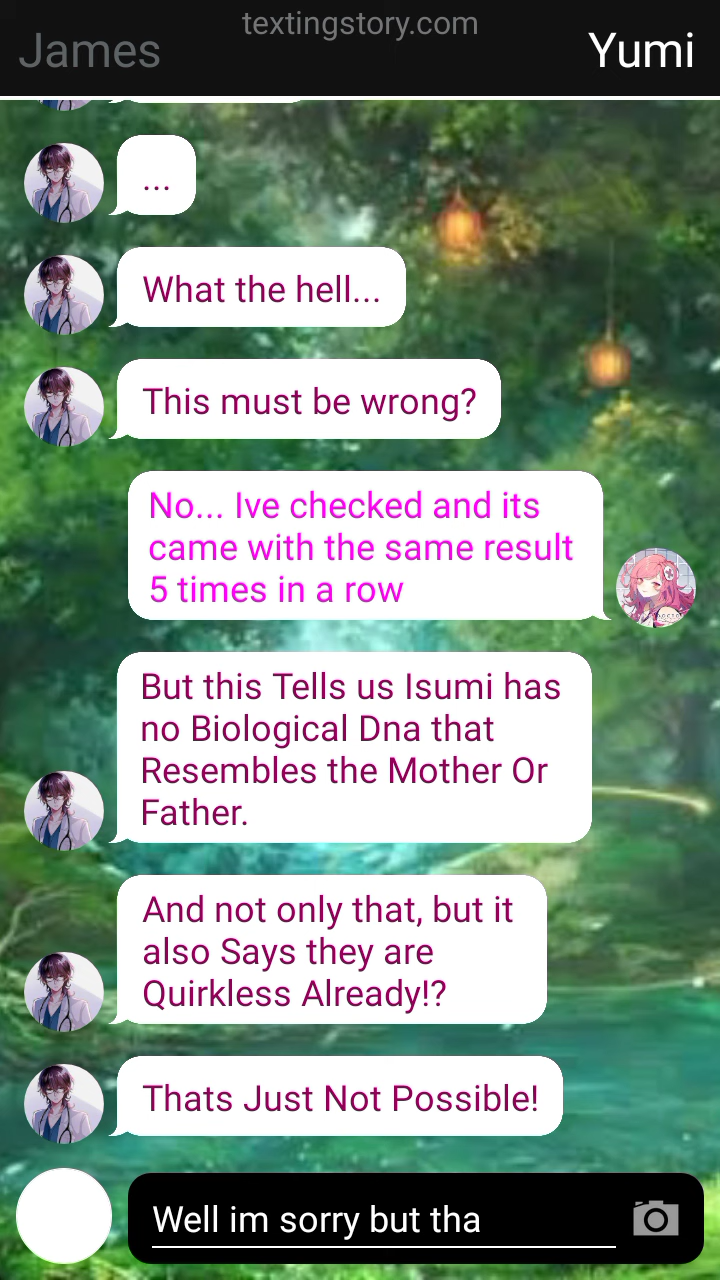 textingstory.com
James
Yumi
...
What the hell...
This must be wrong?
No... Ive checked and its
came with the same result
5 times in a row
But this Tells us Isumi has
no Biological Dna that
Resembles the Mother Or
Father.
And not only that, but it
also Says they are
Quirkless Already!?
Thats Just Not Possible!
Well im sorry but tha